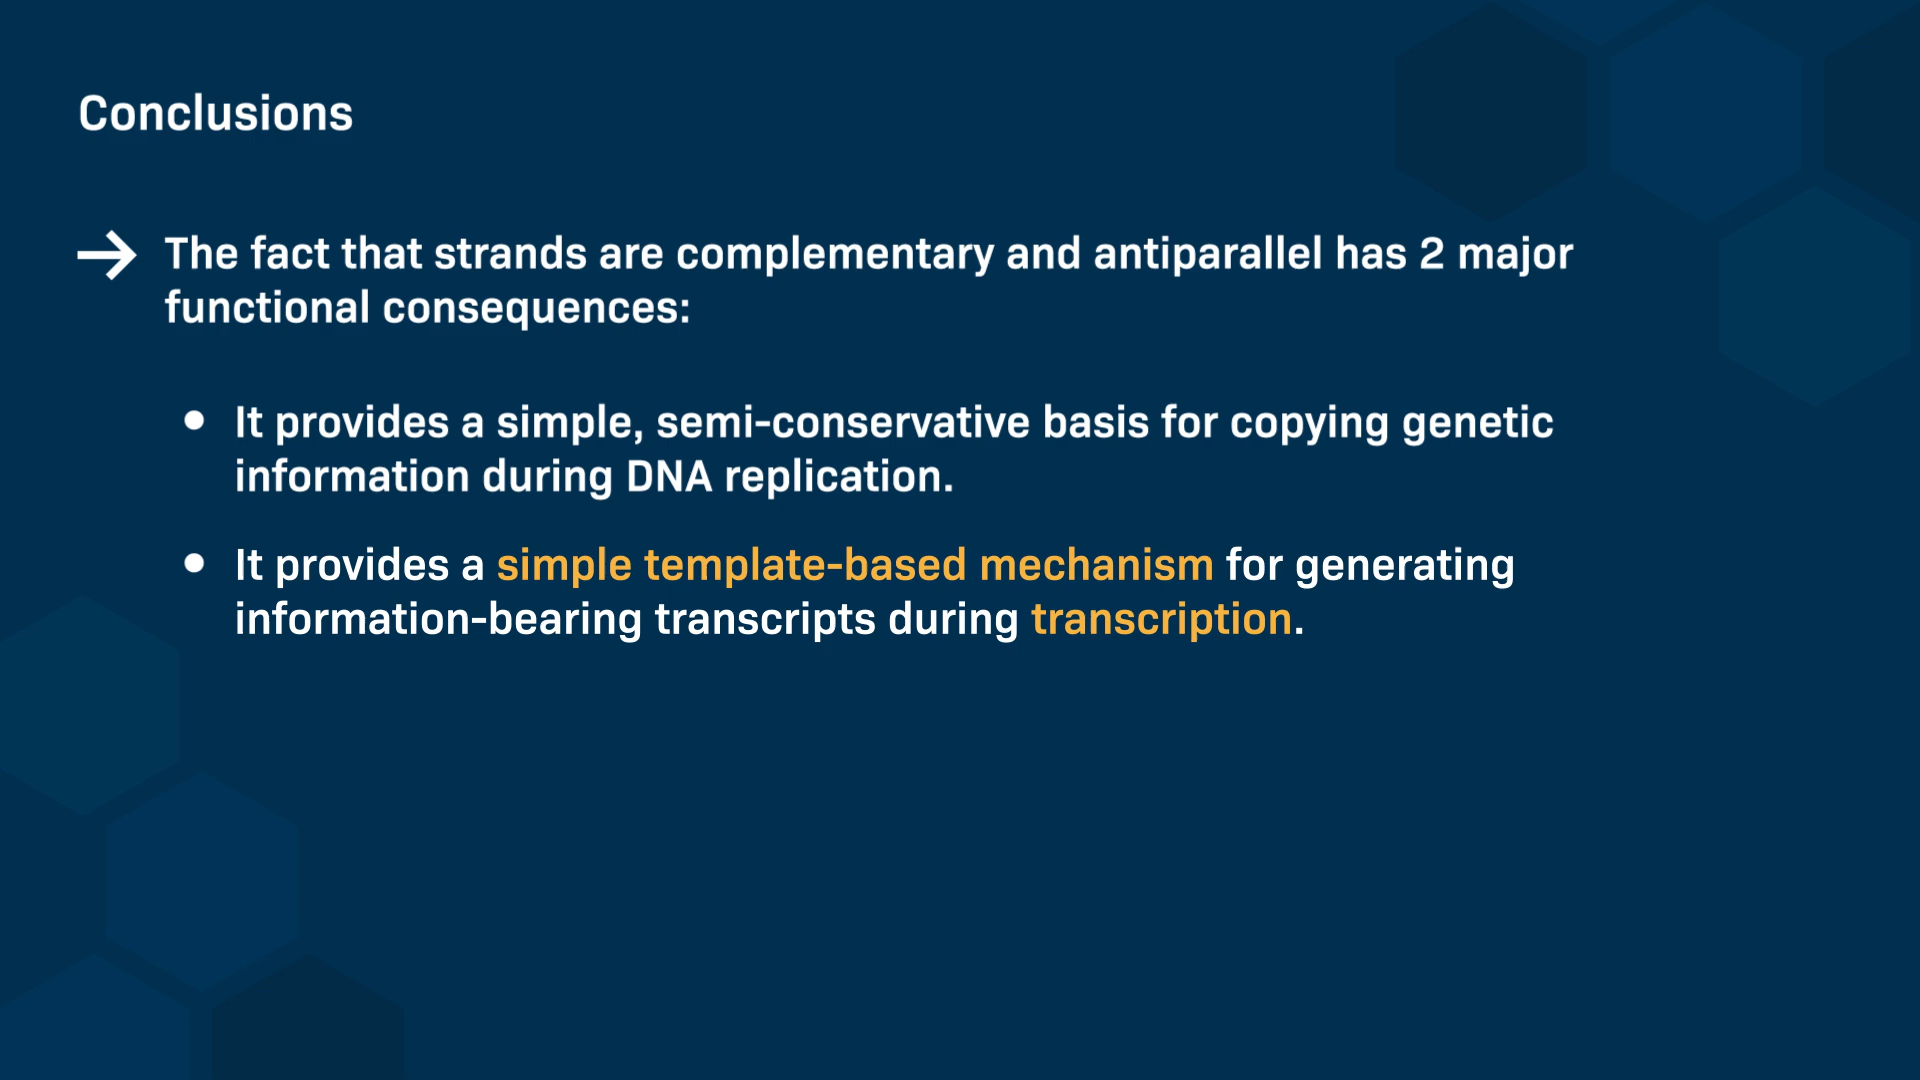 Conclusions
→ The fact that strands are complementary and antiparallel has 2 major
functional consequences:
• It provides a simple, semi-conservative basis for copying genetic
information during DNA replication.
• It provides a simple template-based mechanism for generating
information-bearing transcripts during transcription.